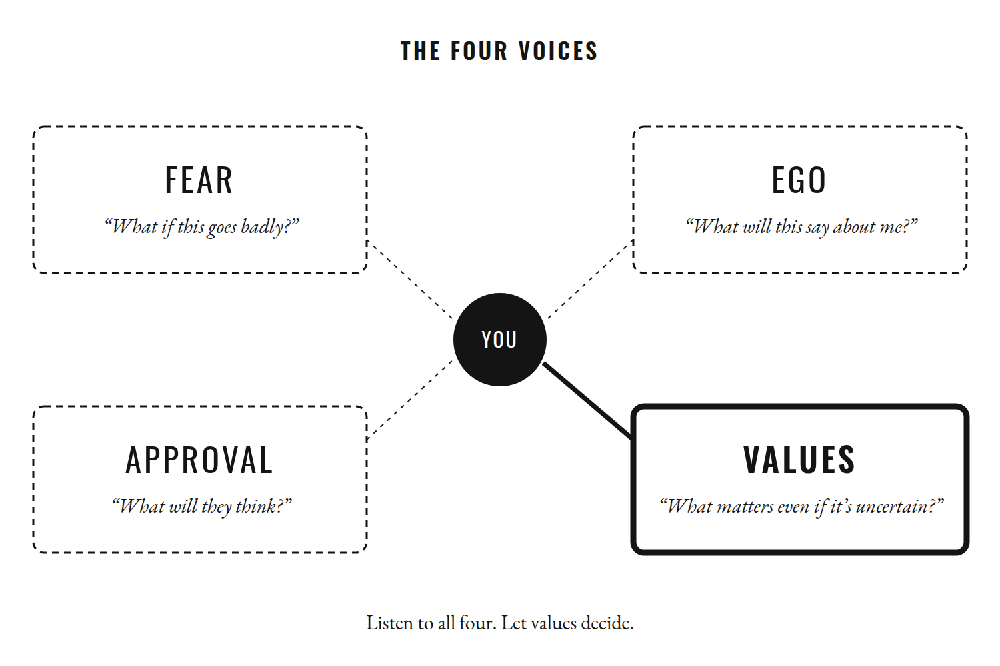 THE FOUR VOICES
FEAR
“What if this goes badly?”
EGO
“What will this say about me?”
YOU
APPROVAL
“What will they think?”
VALUES
“What matters even if it’s uncertain?”
Listen to all four. Let values decide.